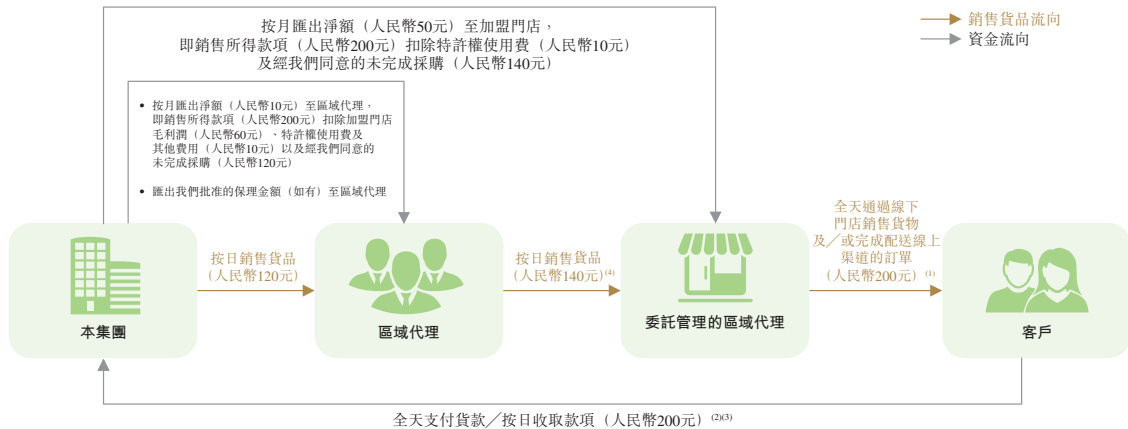 按月匯出淨額（人民幣50元）至加盟門店，
即銷售所得款項（人民幣200元）扣除特許權使用費（人民幣10元）
及經我們同意的未完成採購（人民幣140元）
銷售貨品流向
資金流向
• 按月匯出淨額（人民幣10元）至區域代理，
即銷售所得款項（人民幣200元）扣除加盟門店
毛利潤（人民幣60元）、特許權使用費及
其他費用（人民幣10元）以及經我們同意的
未完成採購（人民幣120元）
• 匯出我們批准的保理金額（如有）至區域代理
本集團
按日銷售貨品
（人民幣120元）
區域代理
按日銷售貨品
（人民幣140元）(4)
委託管理的區域代理
全天通過線下
門店銷售貨物
及／或完成配送線上
渠道的訂單
（人民幣200元）(1)
客戶
全天支付貨款／按日收取款項（人民幣200元）(2)(3)